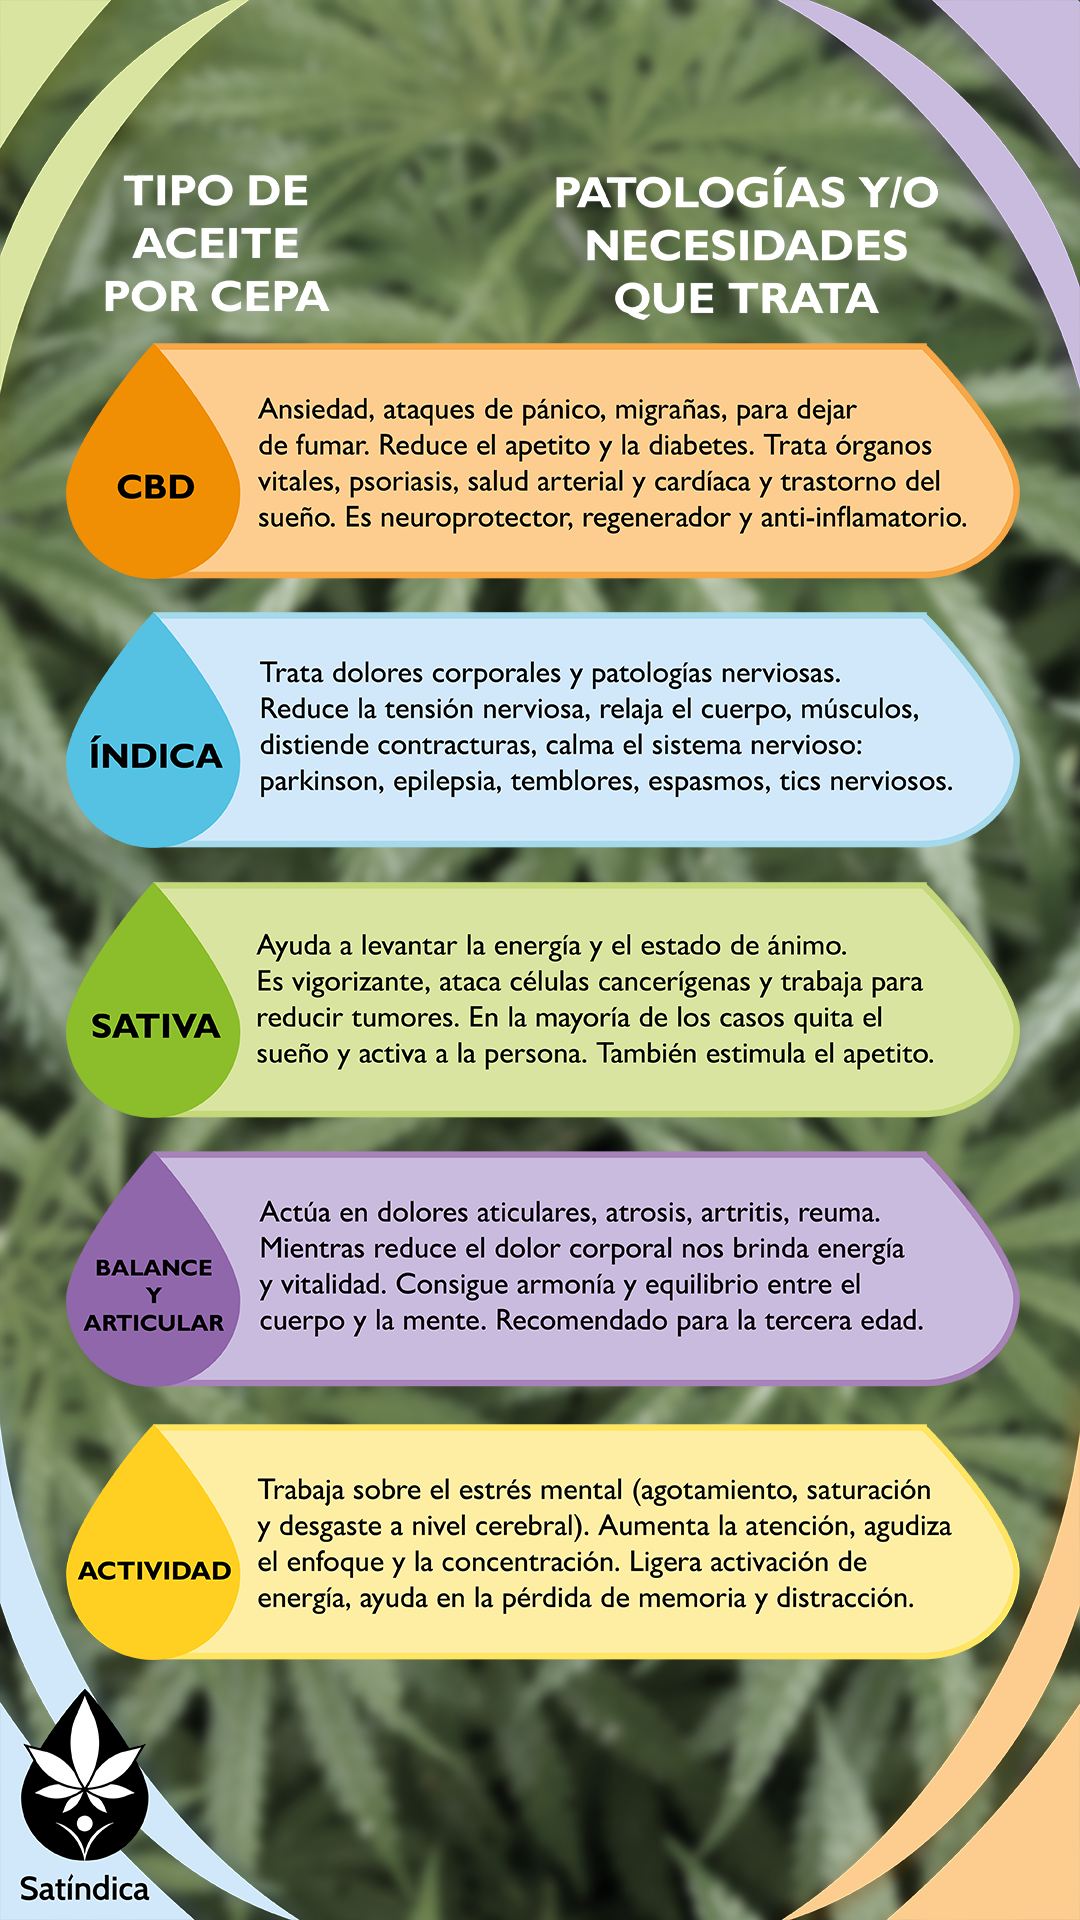 TIPO DE
ACEITE
POR CEPA
PATOLOGÍAS Y/O
NECESIDADES
QUE TRATA
CBD
Ansiedad, ataques de pánico, migrañas, para dejar
de fumar. Reduce el apetito y la diabetes. Trata órganos
vitales, psoriasis, salud arterial y cardíaca y trastorno del
sueño. Es neuroprotector, regenerador y anti-inflamatorio.
ÍNDICA
Trata dolores corporales y patologías nerviosas.
Reduce la tensión nerviosa, relaja el cuerpo, músculos,
distiende contracturas, calma el sistema nervioso:
parkinson, epilepsia, temblores, espasmos, tics nerviosos.
SATIVA
Ayuda a levantar la energía y el estado de ánimo.
Es vigorizante, ataca células cancerígenas y trabaja para
reducir tumores. En la mayoría de los casos quita el
sueño y activa a la persona. También estimula el apetito.
BALANCE
Y
ARTICULAR
Actúa en dolores aticulares, atrosis, artritis, reuma.
Mientras reduce el dolor corporal nos brinda energía
y vitalidad. Consigue armonía y equilibrio entre el
cuerpo y la mente. Recomendado para la tercera edad.
ACTIVIDAD
Trabaja sobre el estrés mental (agotamiento, saturación
y desgaste a nivel cerebral). Aumenta la atención, agudiza
el enfoque y la concentración. Ligera activación de
energía, ayuda en la pérdida de memoria y distracción.
Satíndica